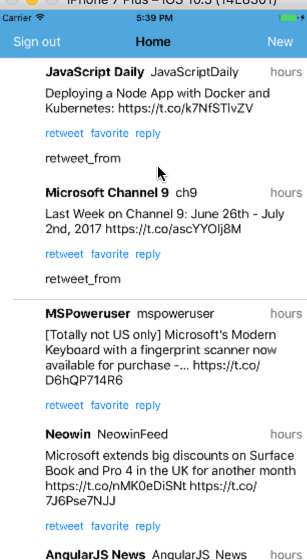 iPhone 7 Plus – iOS 10.3 (14E8301)
Carrier 5:39 PM
Sign out Home New
JavaScript Daily JavaScriptDaily hours
Deploying a Node App with Docker and
Kubernetes: https://t.co/k7NfSTlvZV
retweet favorite reply
retweet_from
Microsoft Channel 9 ch9 hours
Last Week on Channel 9: June 26th - July
2nd, 2017 https://t.co/ascYYOlj8M
retweet favorite reply
retweet_from
MSPoweruser mspoweruser hours
[Totally not US only] Microsoft's Modern
Keyboard with a fingerprint scanner now
available for purchase -... https://t.co/
D6hQP714R6
retweet favorite reply
Neowin NeowinFeed hours
Microsoft extends big discounts on Surface
Book and Pro 4 in the UK for another month
https://t.co/nMK0eDiSNt https://t.co/
7J6Pse7NJJ
retweet favorite reply
AngularJS News AngularJS_News hours